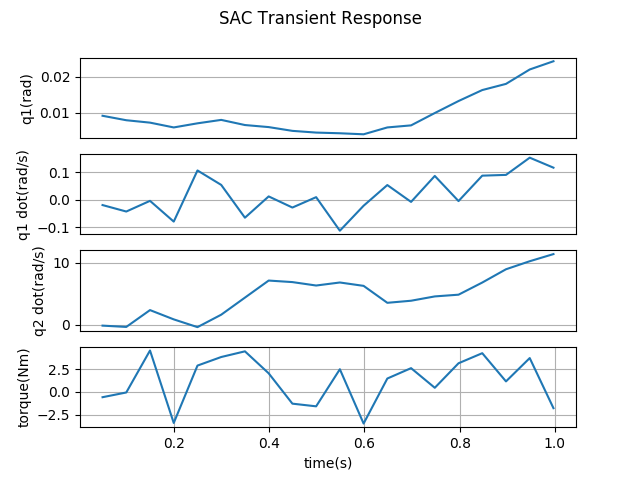 SAC Transient Response
q1(rad)
0.02
0.01
q1 dot(rad/s)
0.1
0.0
−0.1
q2 dot(rad/s)
10
0
torque(Nm)
2.5
0.0
−2.5
0.2 0.4 0.6 0.8 1.0
time(s)